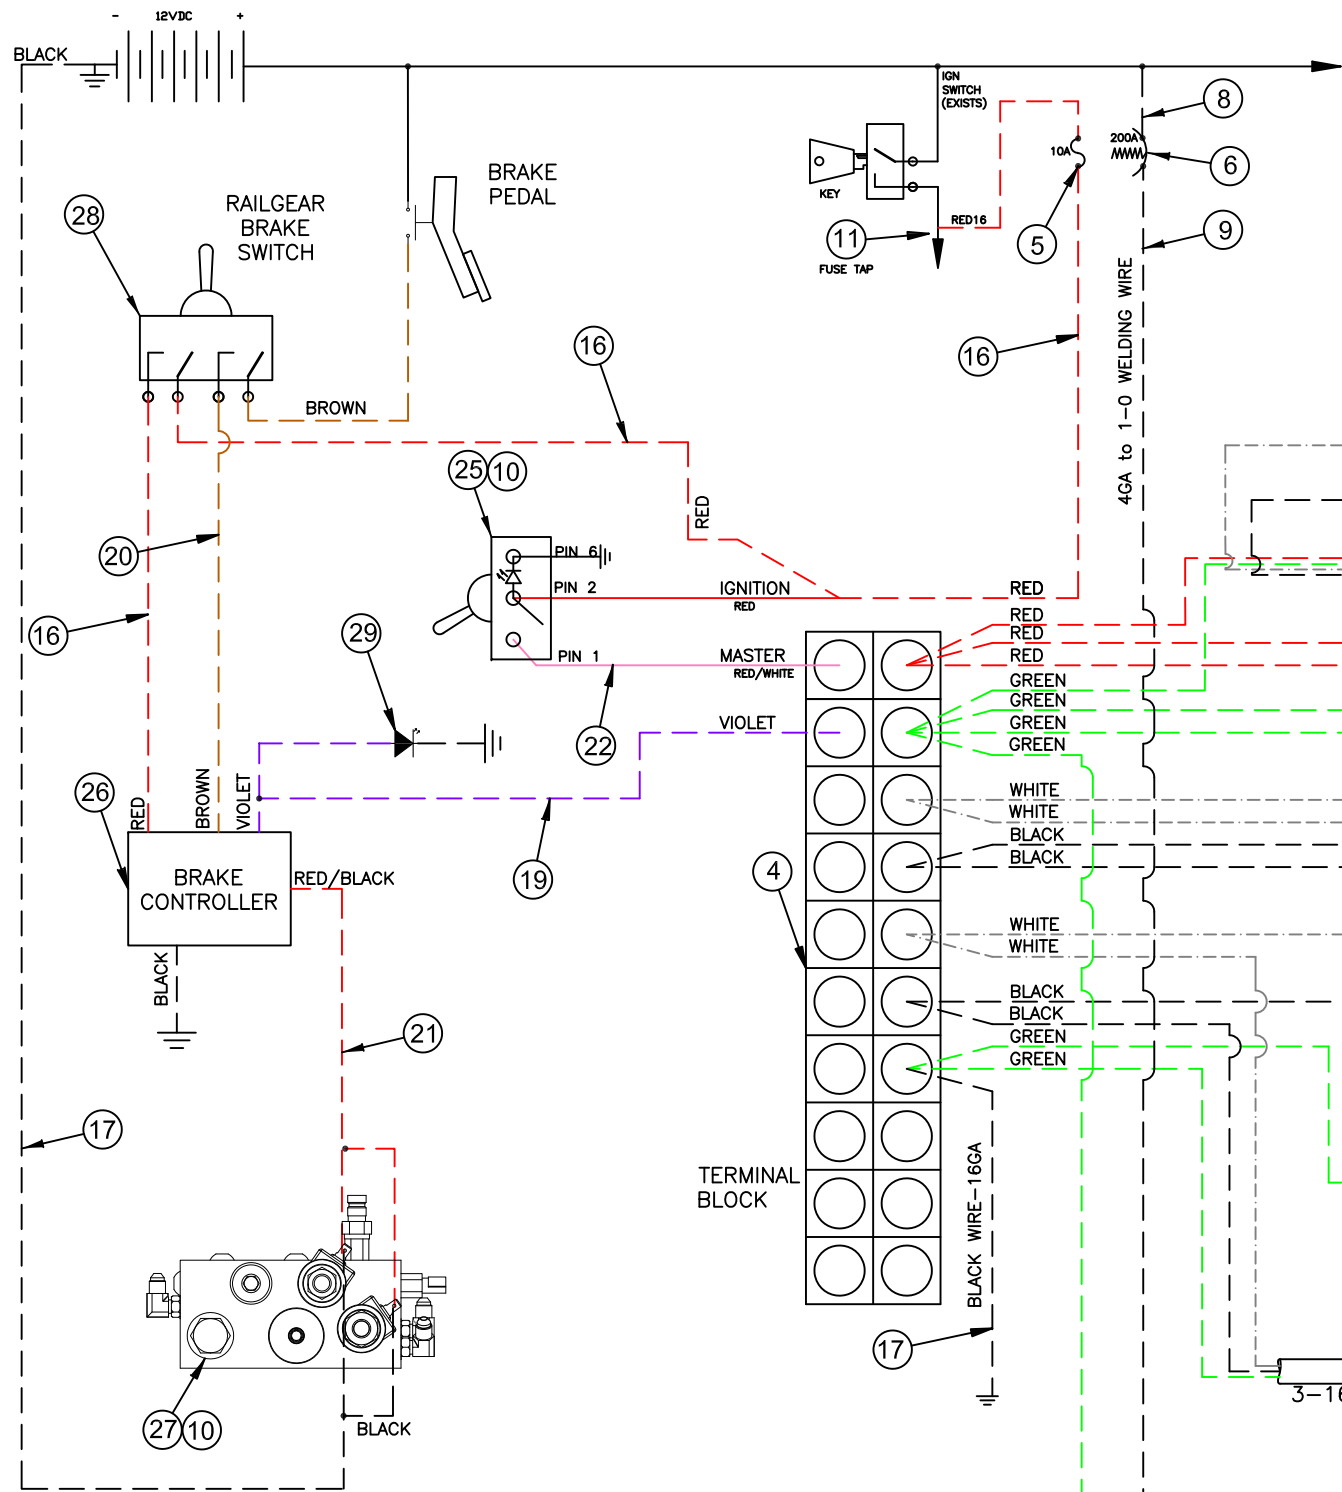 - 12VDC +
BLACK
IGN
SWITCH
(EXISTS)
8
200A
10A
6
BRAKE
PEDAL
KEY
RAILGEAR
BRAKE
SWITCH
28
RED16
11
FUSE TAP
5
9
4GA to 1-0 WELDING WIRE
16
16
BROWN
25
10
RED
20
PIN 6
PIN 2
IGNITION
RED
RED
16
29
PIN 1
MASTER
RED/WHITE
22
RED
RED
RED
GREEN
GREEN
GREEN
GREEN
VIOLET
26
RED
BROWN
VIOLET
19
WHITE
WHITE
BLACK
BLACK
4
BRAKE
CONTROLLER
RED/BLACK
WHITE
WHITE
BLACK
BLACK
BLACK
21
GREEN
GREEN
17
TERMINAL
BLOCK
BLACK WIRE-16GA
17
27
10
BLACK
3-16